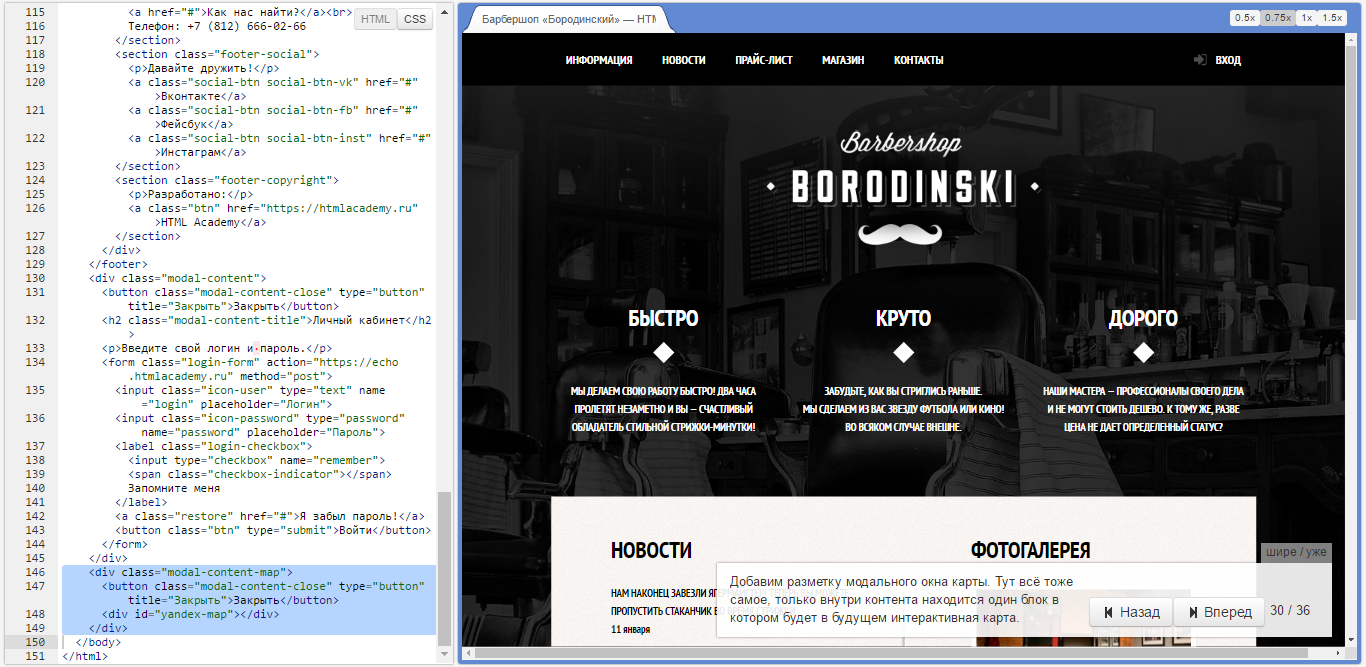 115 <a href="#">Как нас найти?</a><br>
116 Телефон: +7 (812) 666-02-66
117 </section>
118 <section class="footer-social">
119 <p>Давайте дружить!</p>
120 <a class="social-btn social-btn-vk" href="#"
>Вконтакте</a>
121 <a class="social-btn social-btn-fb" href="#"
>Фейсбук</a>
122 <a class="social-btn social-btn-inst" href="#"
>Инстаграм</a>
123 </section>
124 <section class="footer-copyright">
125 <p>Разработано:</p>
126 <a class="btn" href="https://htmlacademy.ru"
>HTML Academy</a>
127 </section>
128 </div>
129 </footer>
130 <div class="modal-content">
131 <button class="modal-content-close" type="button"
title="Закрыть">Закрыть</button>
132 <h2 class="modal-content-title">Личный кабинет</h2
>
133 <p>Введите свой логин и·пароль.</p>
134 <form class="login-form" action="https://echo
.htmlacademy.ru" method="post">
135 <input class="icon-user" type="text" name
="login" placeholder="Логин">
136 <input class="icon-password" type="password"
name="password" placeholder="Пароль">
137 <label class="login-checkbox">
138 <input type="checkbox" name="remember">
139 <span class="checkbox-indicator"></span>
140 Запомните меня
141 </label>
142 <a class="restore" href="#">Я забыл пароль!</a>
143 <button class="btn" type="submit">Войти</button>
144 </form>
145 </div>
146 <div class="modal-content-map">
147 <button class="modal-content-close" type="button"
title="Закрыть">Закрыть</button>
148 <div id="yandex-map"></div>
149 </div>
150 </body>
151 </html>
HTML CSS
Барбершоп «Бородинский» — HTM
0.5x 0.75x 1x 1.5x
ИНФОРМАЦИЯ НОВОСТИ ПРАЙС-ЛИСТ МАГАЗИН КОНТАКТЫ ВХОД
Barbershop
BORODINSKI
БЫСТРО
МЫ ДЕЛАЕМ СВОЮ РАБОТУ БЫСТРО! ДВА ЧАСА
ПРОЛЕТЯТ НЕЗАМЕТНО И ВЫ – СЧАСТЛИВЫЙ
ОБЛАДАТЕЛЬ СТИЛЬНОЙ СТРИЖКИ-МИНУТКИ!
КРУТО
ЗАБУДЬТЕ, КАК ВЫ СТРИГЛИСЬ РАНЬШЕ.
МЫ СДЕЛАЕМ ИЗ ВАС ЗВЕЗДУ ФУТБОЛА ИЛИ КИНО!
ВО ВСЯКОМ СЛУЧАЕ ВНЕШНЕ.
ДОРОГО
НАШИ МАСТЕРА – ПРОФЕССИОНАЛЫ СВОЕГО ДЕЛА
И НЕ МОГУТ СТОИТЬ ДЕШЕВО. К ТОМУ ЖЕ, РАЗВЕ
ЦЕНА НЕ ДАЕТ ОПРЕДЕЛЕННЫЙ СТАТУС?
НОВОСТИ
НАМ НАКОНЕЦ ЗАВЕЗЛИ
ПРОПУСТИТЬ СТАКАНЧИК
11 января
ФОТОГАЛЕРЕЯ
шире / уже
Добавим разметку модального окна карты. Тут всё тоже
самое, только внутри контента находится один блок в
котором будет в будущем интерактивная карта.
Назад Вперед 30 / 36